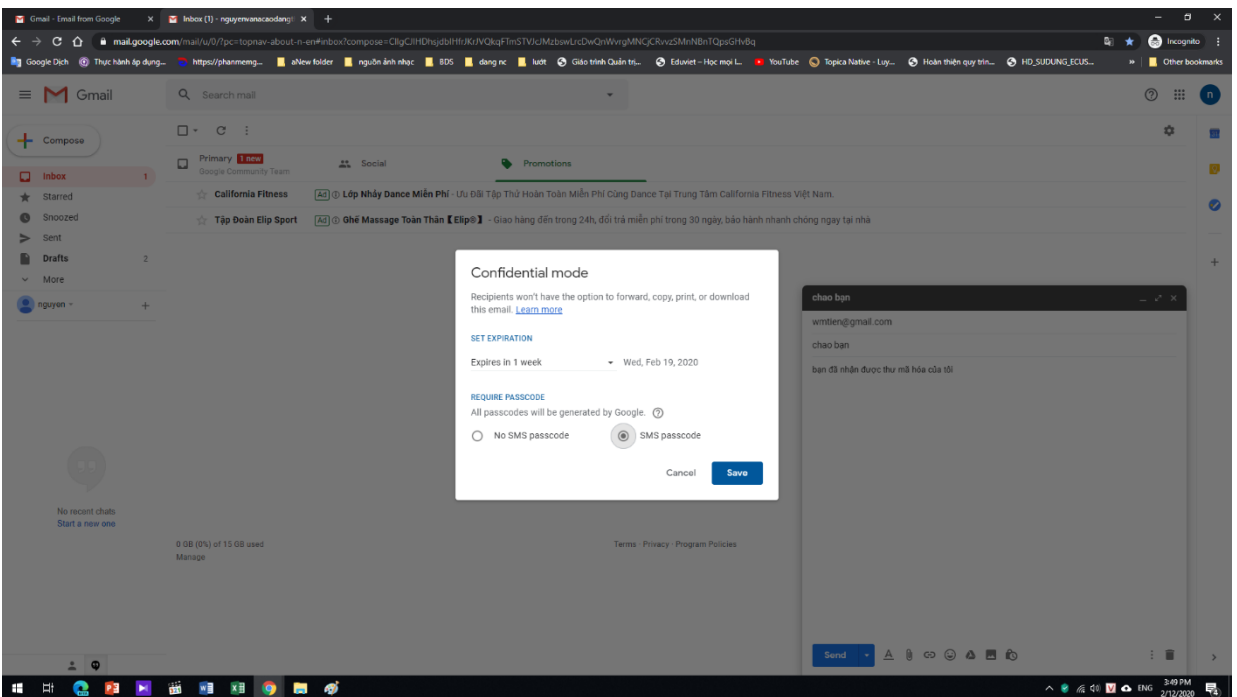 Gmail - Email from Google
Inbox (1) - nguyenvanacaodangt
mail.google.com/mail/u/0/?pc=topnav-about-n-en#inbox?compose=
Incognito
Google Dịch
Thực hành áp dụng...
https://phanmemg...
aNew folder
nguồn ảnh nhạc
BDS
dang nc
lướt
Giáo trình Quản trị...
Eduviet – Học mọi L...
YouTube
Topica Native - Luy...
Hoàn thiện quy trin...
HD_SUDUNG_ECUS...
Other bookmarks
Gmail
Search mail
n
Compose
Inbox 1
Starred
Snoozed
Sent
Drafts 2
More
nguyen
Primary 1 new
Google Community Team
Social
Promotions
California Fitness Ad Lớp Nhảy Dance Miễn Phí - Ưu Đãi Tập Thử Hoàn Toàn Miễn Phí Cùng Dance Tại Trung Tâm California Fitness Việt Nam.
Tập Đoàn Elip Sport Ad Ghế Massage Toàn Thân【Elip®】 - Giao hàng đến trong 24h, đổi trả miễn phí trong 30 ngày, bảo hành nhanh chóng ngay tại nhà
Confidential mode
Recipients won't have the option to forward, copy, print, or download
this email. Learn more
SET EXPIRATION
Expires in 1 week Wed, Feb 19, 2020
REQUIRE PASSCODE
All passcodes will be generated by Google.
No SMS passcode SMS passcode
Cancel Save
chao bạn
wmtien@gmail.com
chao bạn
bạn đã nhận được thư mã hóa của tôi
Send
No recent chats
Start a new one
0 GB (0%) of 15 GB used
Manage
Terms - Privacy - Program Policies
ENG
3:49 PM
2/12/2020